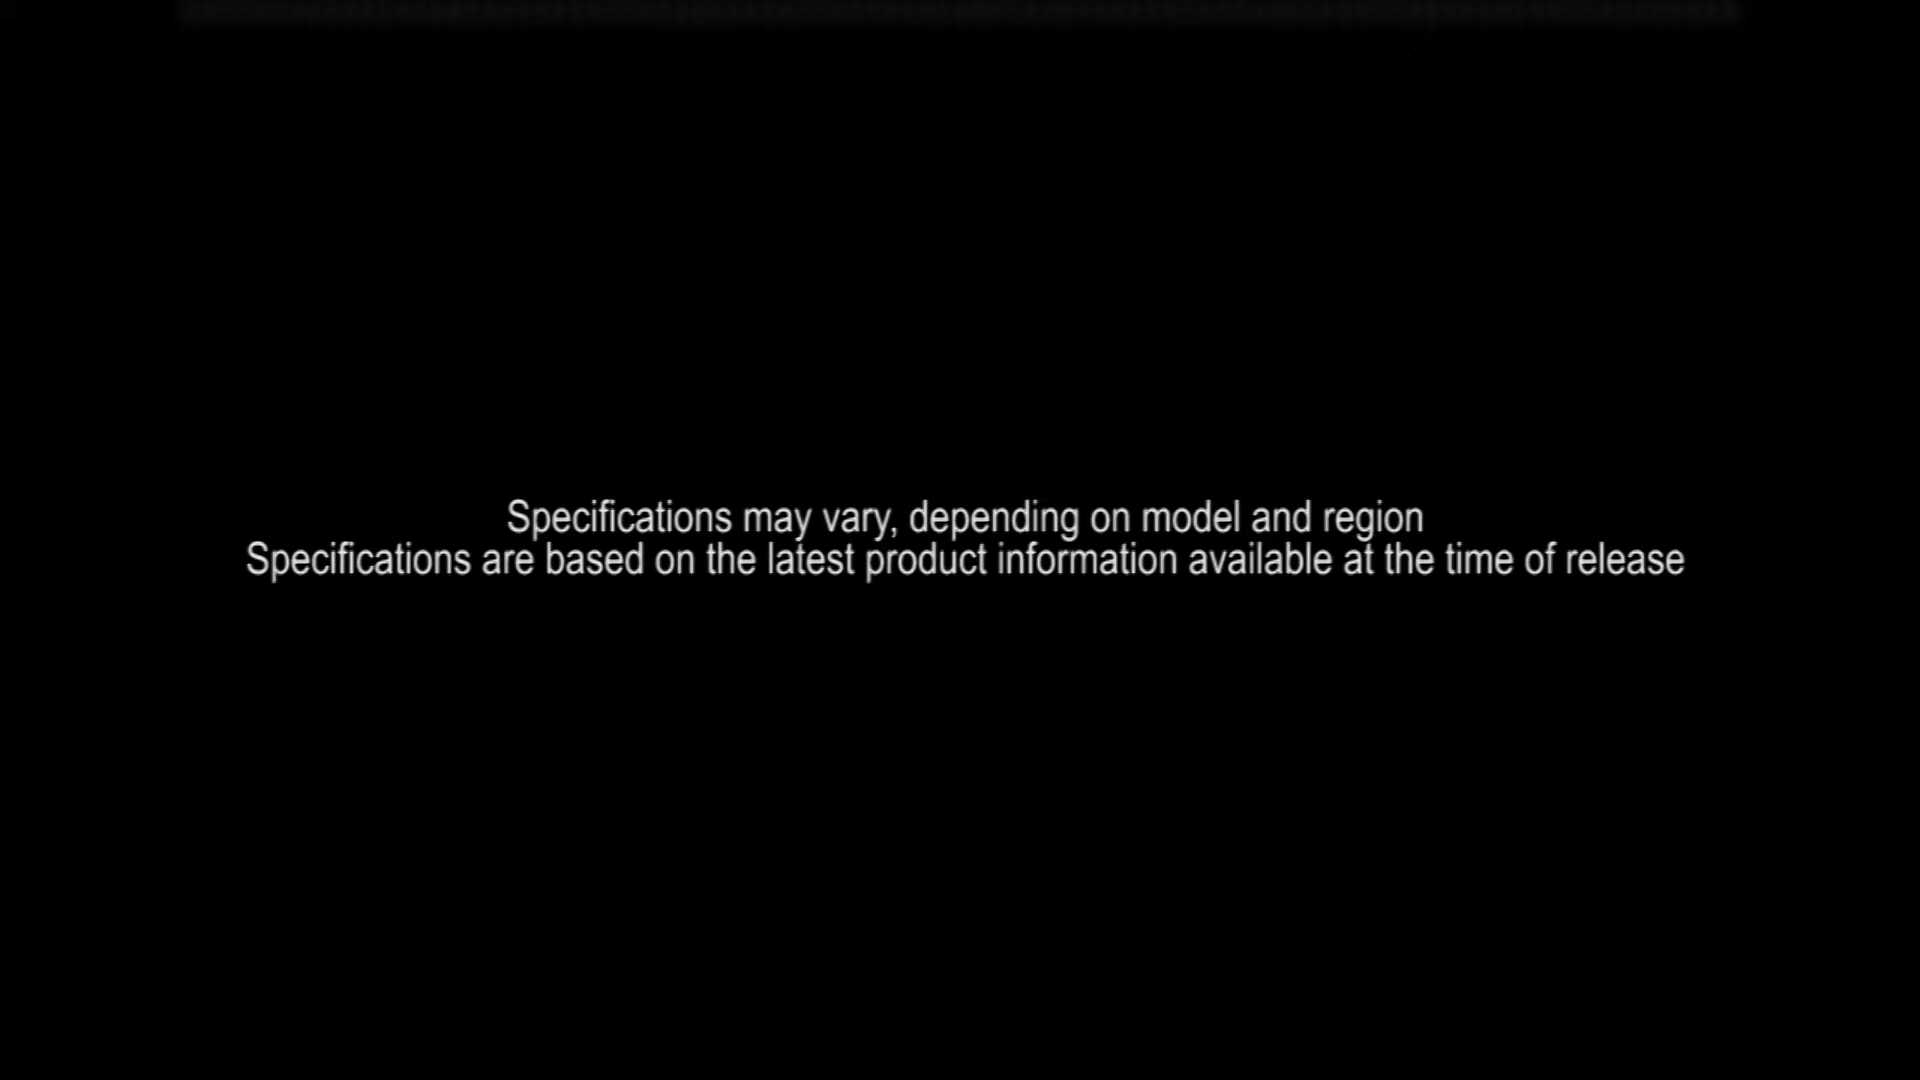 Specifications may vary, depending on model and region
Specifications are based on the latest product information available at the time of release